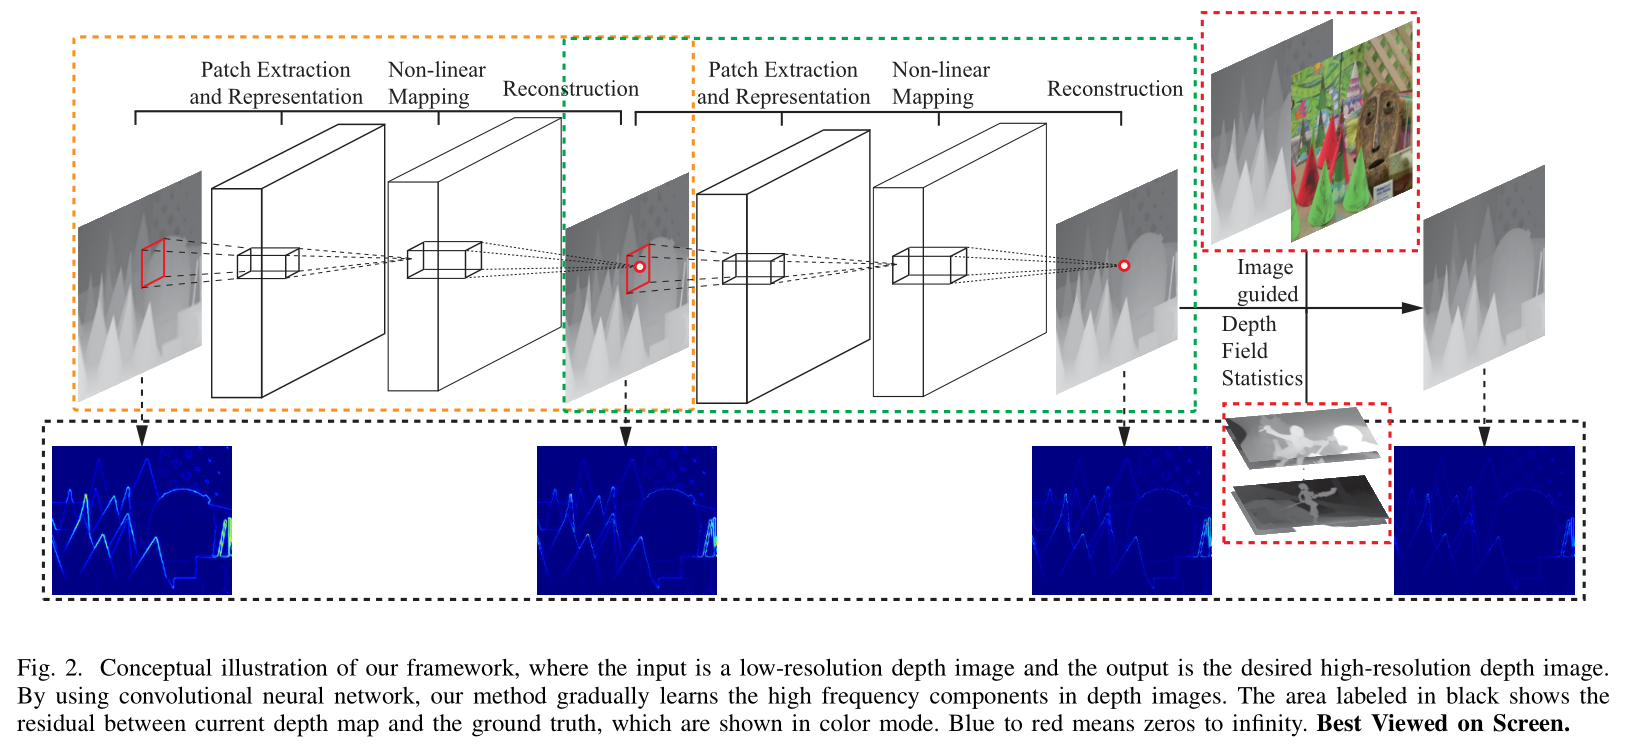 Patch Extraction
and Representation
Non-linear
Mapping
Reconstruction
Patch Extraction
and Representation
Non-linear
Mapping
Reconstruction
Image
guided
Depth
Field
Statistics
Fig. 2. Conceptual illustration of our framework, where the input is a low-resolution depth image and the output is the desired high-resolution depth image.
By using convolutional neural network, our method gradually learns the high frequency components in depth images. The area labeled in black shows the
residual between current depth map and the ground truth, which are shown in color mode. Blue to red means zeros to infinity. Best Viewed on Screen.